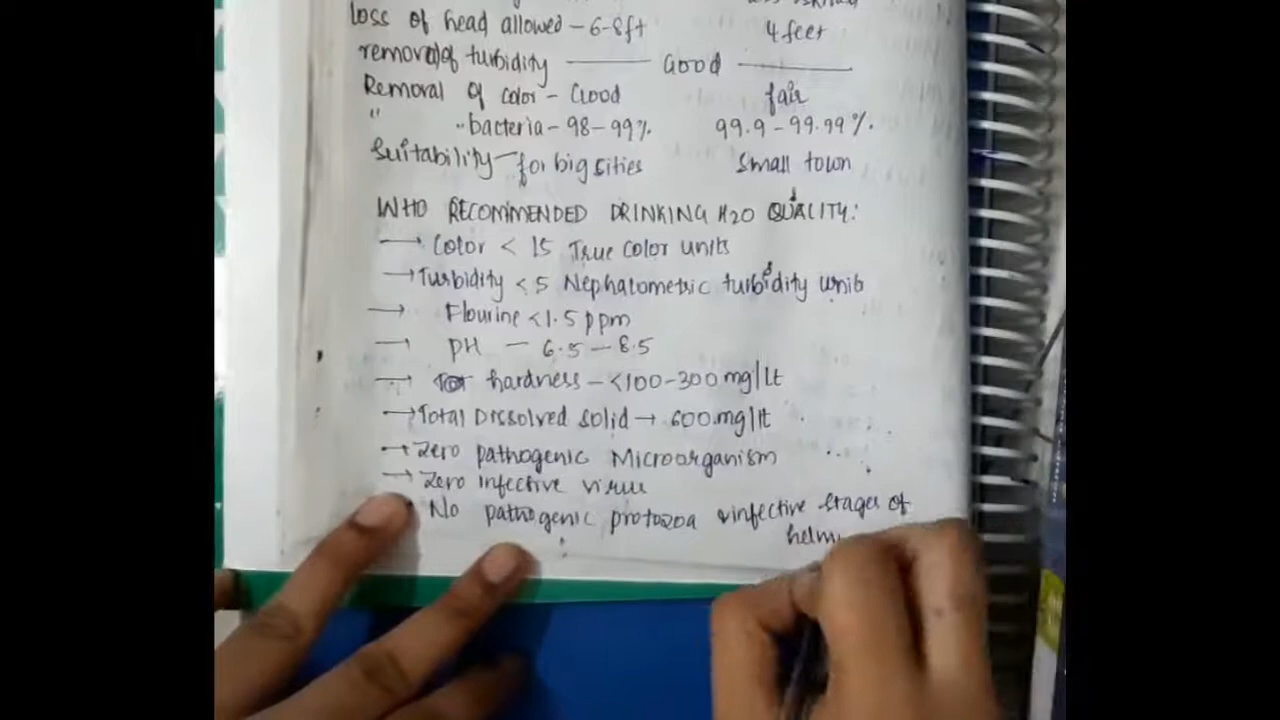 loss of head allowed - 6-8ft 4 feet
removal of turbidity —— Good ——
Removal of color - Good fair
" " bacteria - 98-99% 99.9-99.99%.
Suitability - for big sities Small town
WHO RECOMMENDED DRINKING H2O QUALITY:
→ Color < 15 True color units
→ Turbidity < 5 Nephalometric turbidity units
→ Flourine < 1.5 ppm
→ PH - 6.5 - 8.5
→ hardness - <100-300 mg/lt
→ Total Dissolved solid → 600mg/lt
→ Zero pathogenic Microorganism
→ Zero infective virus
No pathogenic protozoa & infective stages of
helm